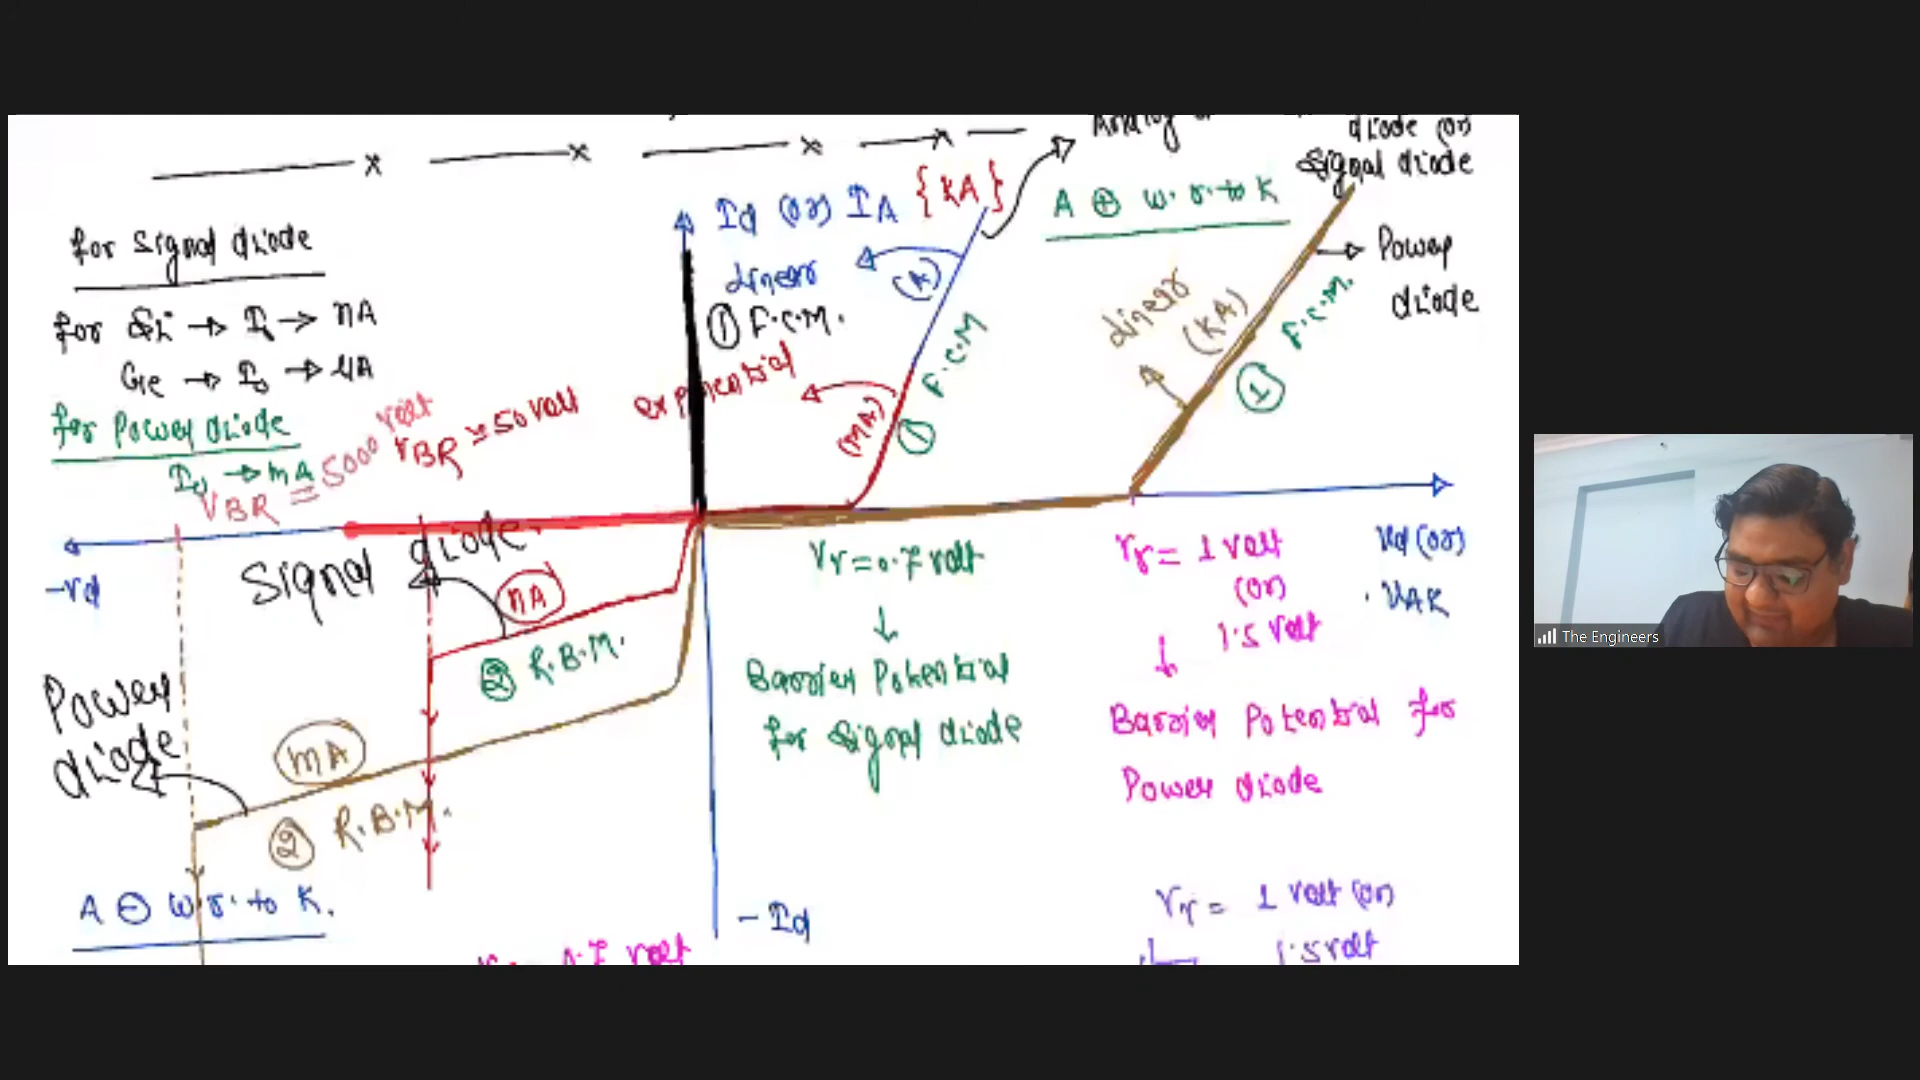 diode (or)
Signal diode
Id (or) IA {KA}
A ⊕ w.r.to K
for signal diode
Linear
(A)
Power
diode
for Si → Io → nA
① F.C.M.
Linear
(KA)
① F.C.M.
Ge → Io → μA
exponential
(mA)
① F.C.M
for Power diode
VBR ≈ 50 volt
Io → mA
VBR = 5000 volt
-Vd
Signal diode.
nA
② R.B.M.
Vγ = 0.7 volt
↓
Barrier Potential
for Signal diode
Vγ = 1 volt
(or)
1.5 volt
↓
Barrier Potential for
Power diode
Vd (or)
VAK
Power
diode
mA
② R.B.M.
A ⊖ w.r.to K.
-Id
Vγ = 1 volt (or)
1.5 volt
volt
The Engineers